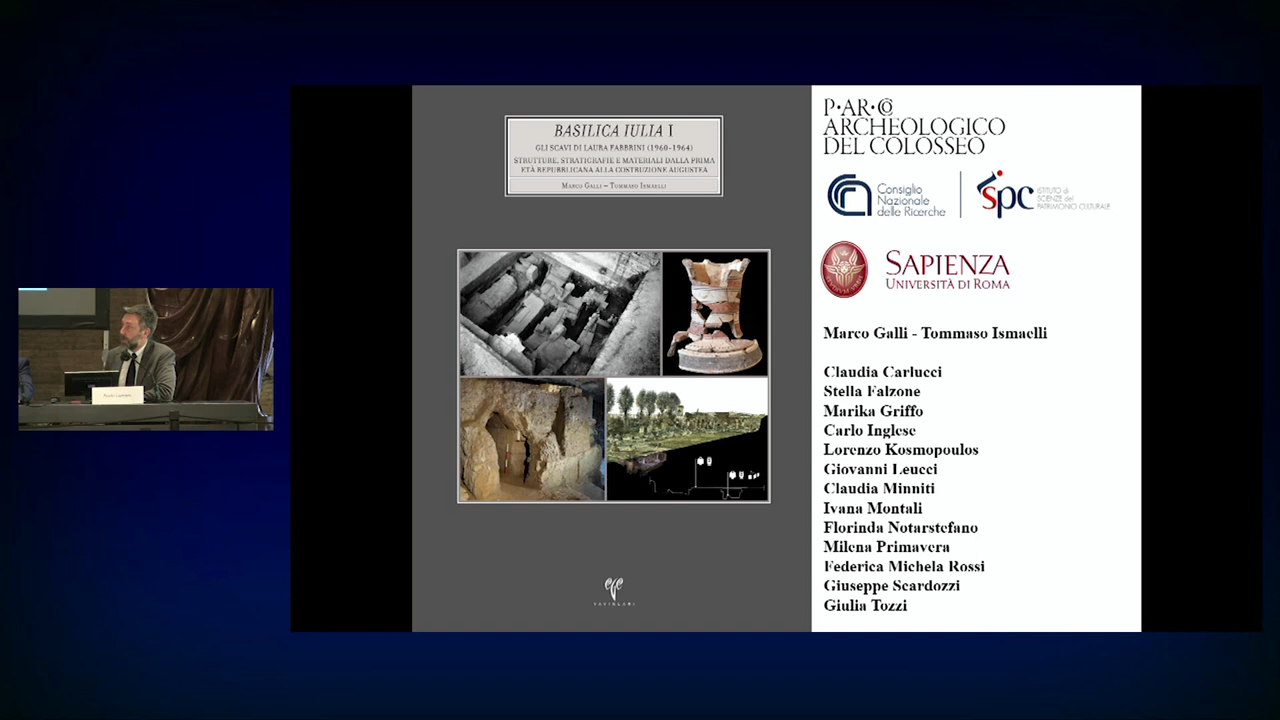 BASILICA IULIA I
GLI SCAVI DI LAURA FABBRINI (1960-1964)
STRUTTURE, STRATIGRAFIE E MATERIALI DALLA PRIMA
ETÀ REPUBBLICANA ALLA COSTRUZIONE AUGUSTEA
MARCO GALLI – TOMMASO ISMAELLI
P·AR·CO
ARCHEOLOGICO
DEL COLOSSEO
Consiglio
Nazionale
delle Ricerche
spc
ISTITUTO di
SCIENZE del
PATRIMONIO CULTURALE
SAPIENZA
UNIVERSITÀ DI ROMA
Marco Galli - Tommaso Ismaelli
Claudia Carlucci
Stella Falzone
Marika Griffo
Carlo Inglese
Lorenzo Kosmopoulos
Giovanni Leucci
Claudia Minniti
Ivana Montali
Florinda Notarstefano
Milena Primavera
Federica Michela Rossi
Giuseppe Scardozzi
Giulia Tozzi